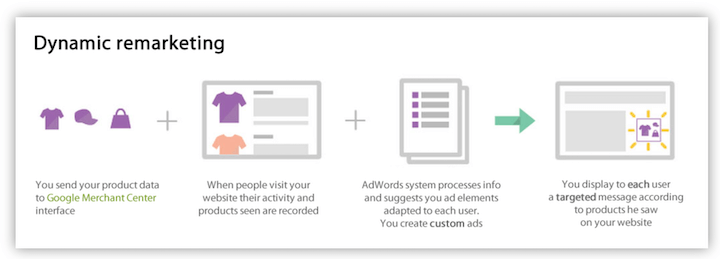 Dynamic remarketing
You send your product data
to Google Merchant Center
interface
When people visit your
website their activity and
products seen are recorded
AdWords system processes info
and suggests you ad elements
adapted to each user.
You create custom ads
You display to each user
a targeted message according
to products he saw
on your website